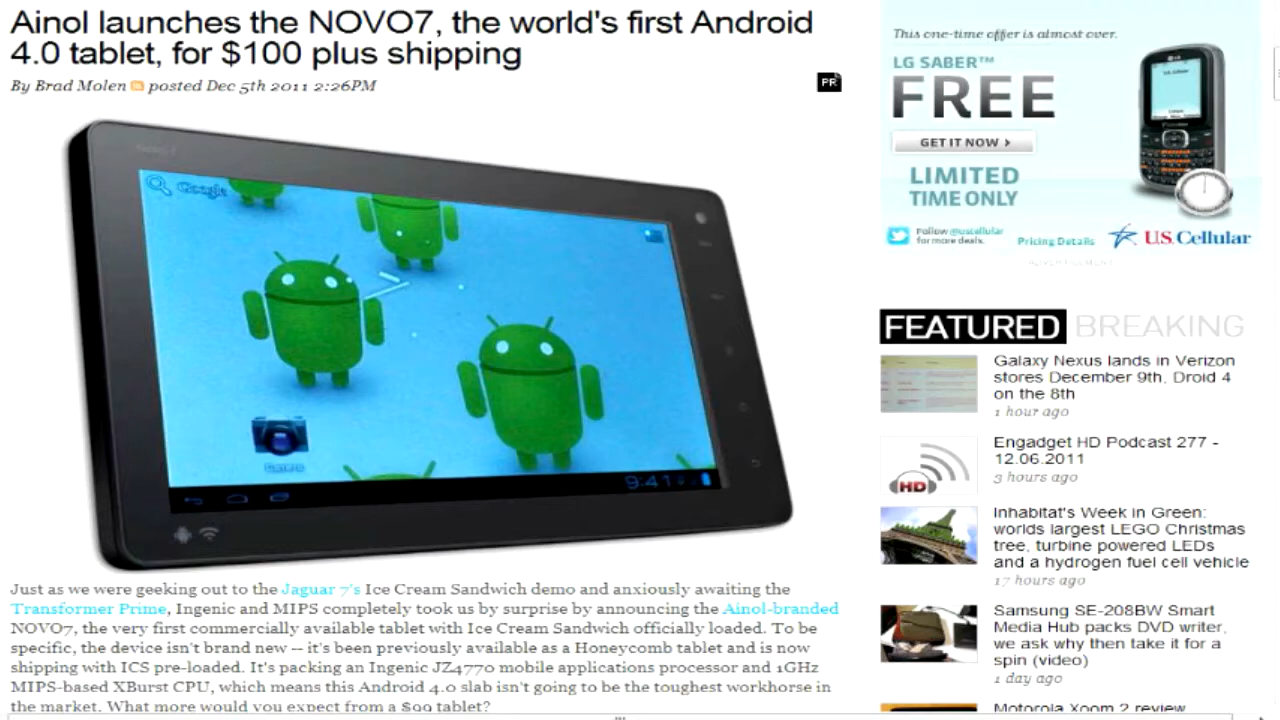 Ainol launches the NOVO7, the world's first Android
4.0 tablet, for $100 plus shipping
By Brad Molen posted Dec 5th 2011 2:26PM
PR
Google
9:41
Just as we were geeking out to the Jaguar 7's Ice Cream Sandwich demo and anxiously awaiting the
Transformer Prime, Ingenic and MIPS completely took us by surprise by announcing the Ainol-branded
NOVO7, the very first commercially available tablet with Ice Cream Sandwich officially loaded. To be
specific, the device isn't brand new -- it's been previously available as a Honeycomb tablet and is now
shipping with ICS pre-loaded. It's packing an Ingenic JZ4770 mobile applications processor and 1GHz
MIPS-based XBurst CPU, which means this Android 4.0 slab isn't going to be the toughest workhorse in
the market. What more would you expect from a $99 tablet?
This one-time offer is almost over.
LG SABER™
FREE
GET IT NOW >
LIMITED
TIME ONLY
Follow @uscellular
for more deals.
Pricing Details
U.S. Cellular
ADVERTISEMENT
FEATURED BREAKING
Galaxy Nexus lands in Verizon
stores December 9th, Droid 4
on the 8th
1 hour ago
HD
Engadget HD Podcast 277 -
12.06.2011
3 hours ago
Inhabitat's Week in Green:
worlds largest LEGO Christmas
tree, turbine powered LEDs
and a hydrogen fuel cell vehicle
17 hours ago
Samsung SE-208BW Smart
Media Hub packs DVD writer,
we ask why then take it for a
spin (video)
1 day ago
Motorola Xoom 2 review